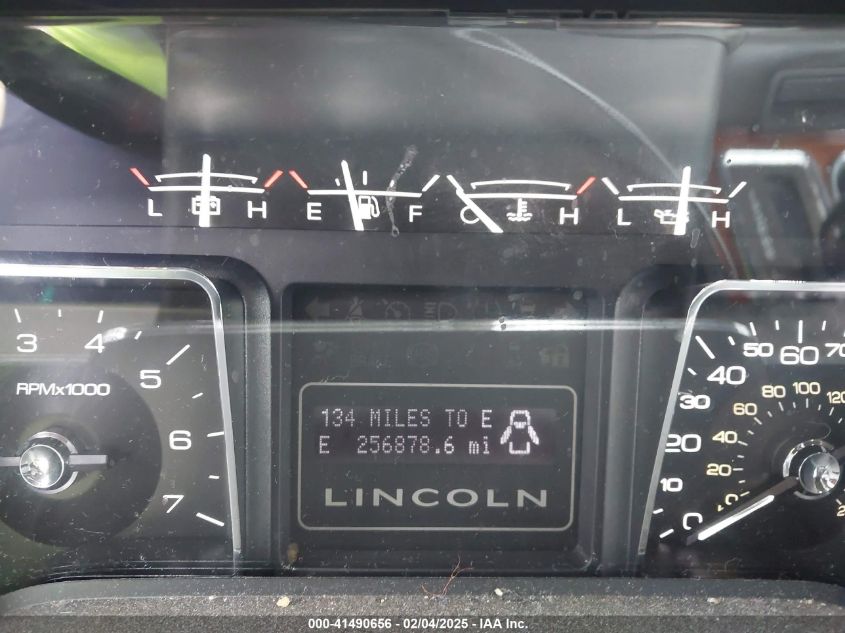 L H E F C H L H
3 4 5 6 7
RPMx1000
134 MILES TO E
E 256878.6 mi
LINCOLN
0 10 20 30 40 50 60 70
20 40 60 80 100 120
000-41490656 - 02/04/2025 - IAA Inc.